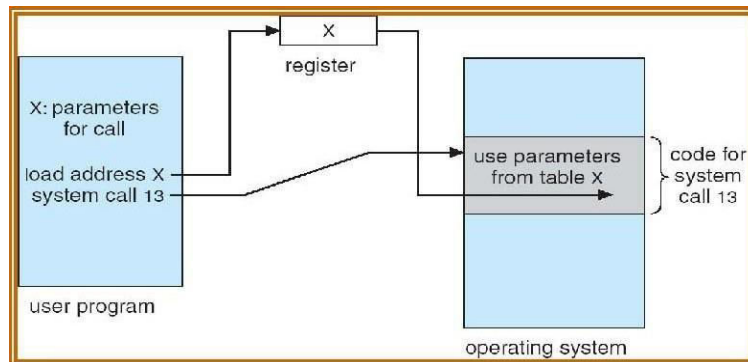 X
register
X: parameters
for call
load address X
system call 13
user program
use parameters
from table X
code for
system
call 13
operating system